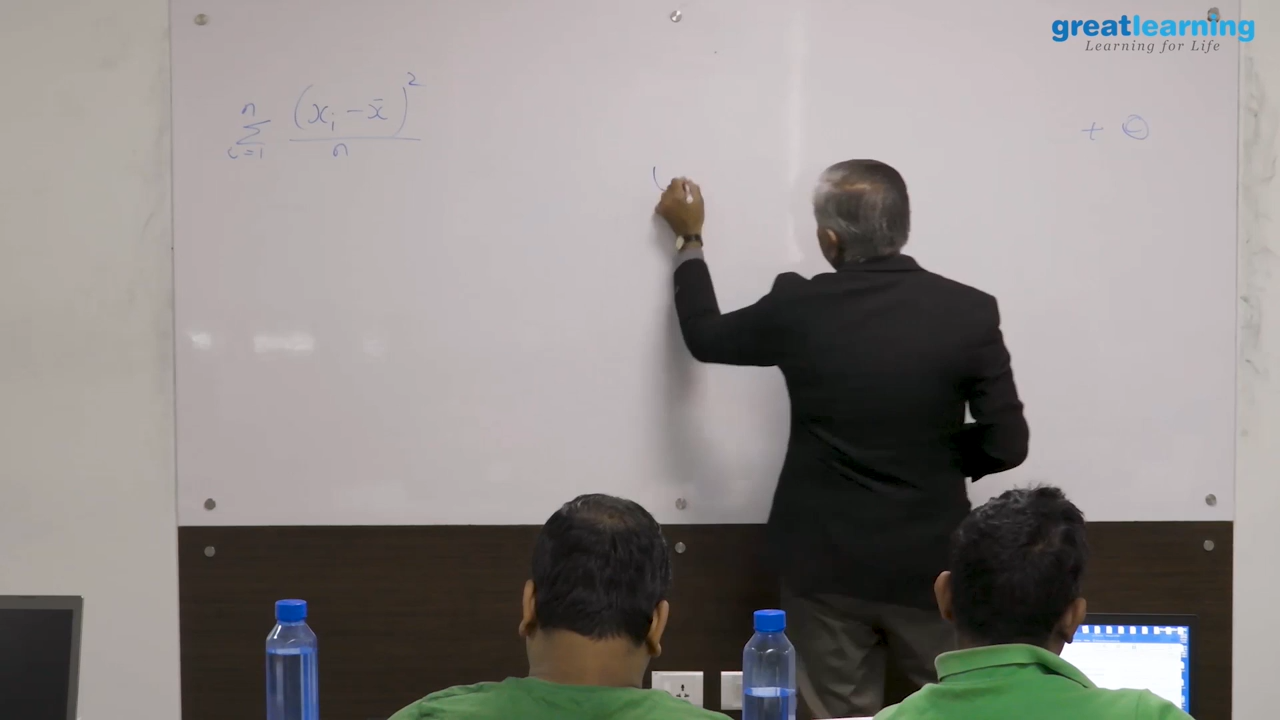 greatlearning
Learning for Life
n
(xᵢ - x̄)²
Σ
i=1
n
+ ⊖